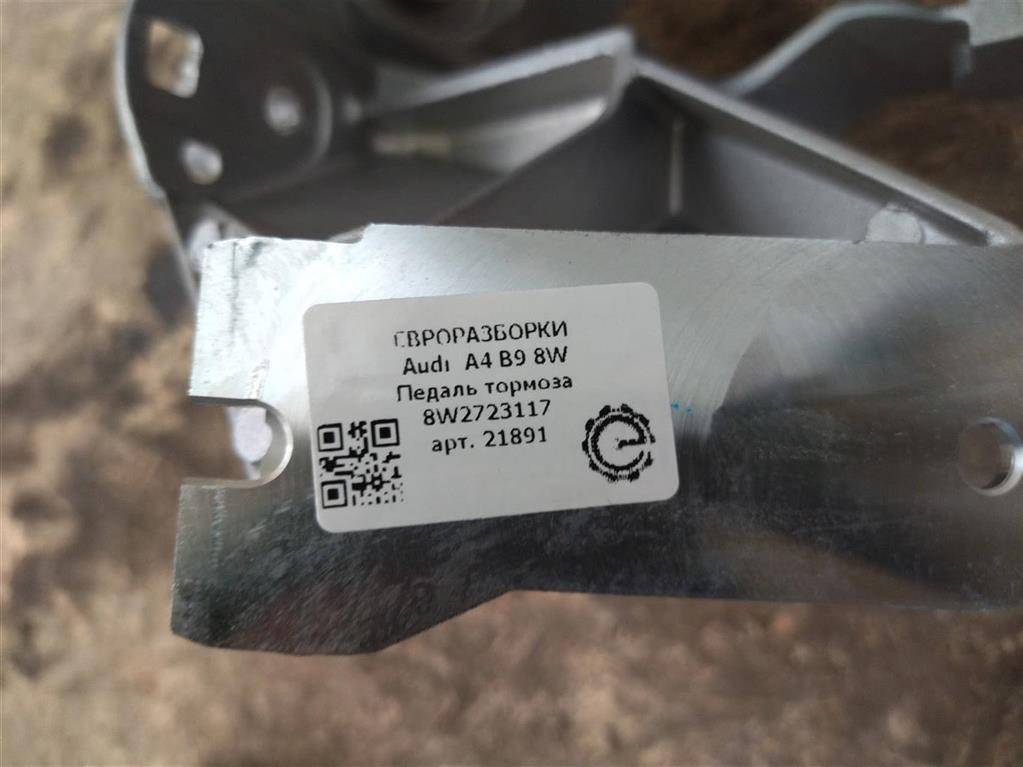 ЕВРОРАЗБОРКИ
Audi A4 B9 8W
Педаль тормоза
8W2723117
арт. 21891